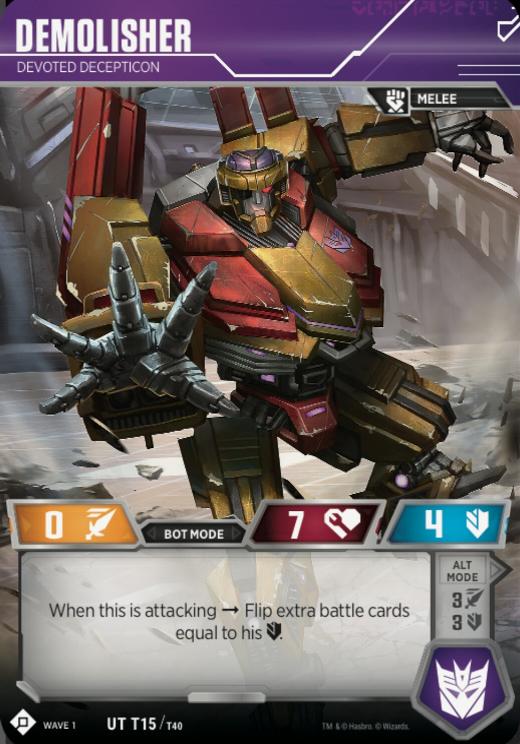 DEMOLISHER
DEVOTED DECEPTICON
MELEE
0
BOT MODE
7
4
When this is attacking → Flip extra battle cards
equal to his .
ALT
MODE
3
3
WAVE 1
UT T15/T40
TM & © Hasbro. © Wizards.